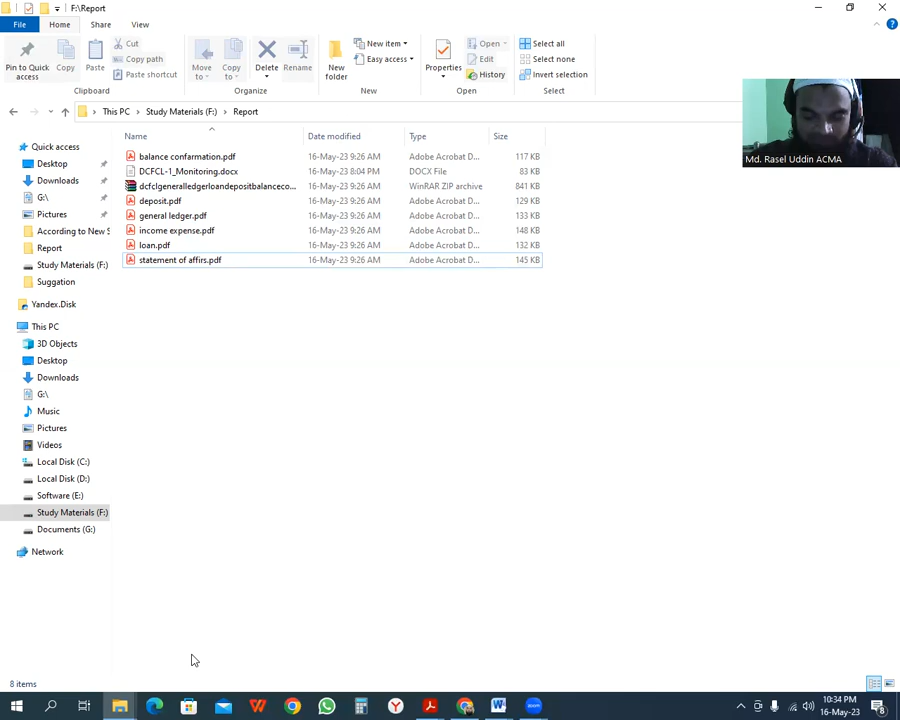 F:\Report
File Home Share View
Pin to Quick access
Copy
Paste
Cut
Copy path
Paste shortcut
Clipboard
Move to
Copy to
Delete
Rename
Organize
New folder
New item
Easy access
New
Properties
Open
Edit
History
Open
Select all
Select none
Invert selection
Select
This PC Study Materials (F:) Report
Md. Rasel Uddin ACMA
Name Date modified Type Size
balance confarmation.pdf 16-May-23 9:26 AM Adobe Acrobat D... 117 KB
DCFCL-1_Monitoring.docx 16-May-23 8:04 PM DOCX File 83 KB
dcfclgeneralledgerloandepositbalanceco... 16-May-23 9:26 AM WinRAR ZIP archive 841 KB
deposit.pdf 16-May-23 9:26 AM Adobe Acrobat D... 129 KB
general ledger.pdf 16-May-23 9:26 AM Adobe Acrobat D... 133 KB
income expense.pdf 16-May-23 9:26 AM Adobe Acrobat D... 148 KB
loan.pdf 16-May-23 9:26 AM Adobe Acrobat D... 132 KB
statement of affirs.pdf 16-May-23 9:26 AM Adobe Acrobat D... 145 KB
Quick access
Desktop
Downloads
G:\
Pictures
According to New S
Report
Study Materials (F:)
Suggation
Yandex.Disk
This PC
3D Objects
Desktop
Downloads
G:\
Music
Pictures
Videos
Local Disk (C:)
Local Disk (D:)
Software (E:)
Study Materials (F:)
Documents (G:)
Network
8 items
zoom
10:34 PM
16-May-23
8